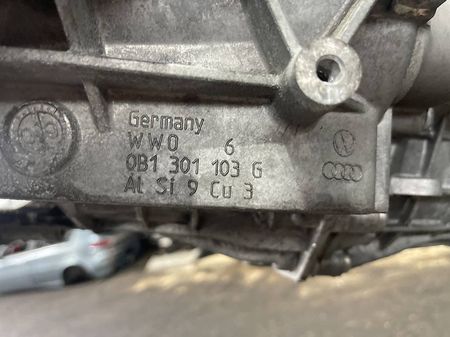 Germany
WWO 6
0B1 301 103 G
AL Si 9 Cu 3